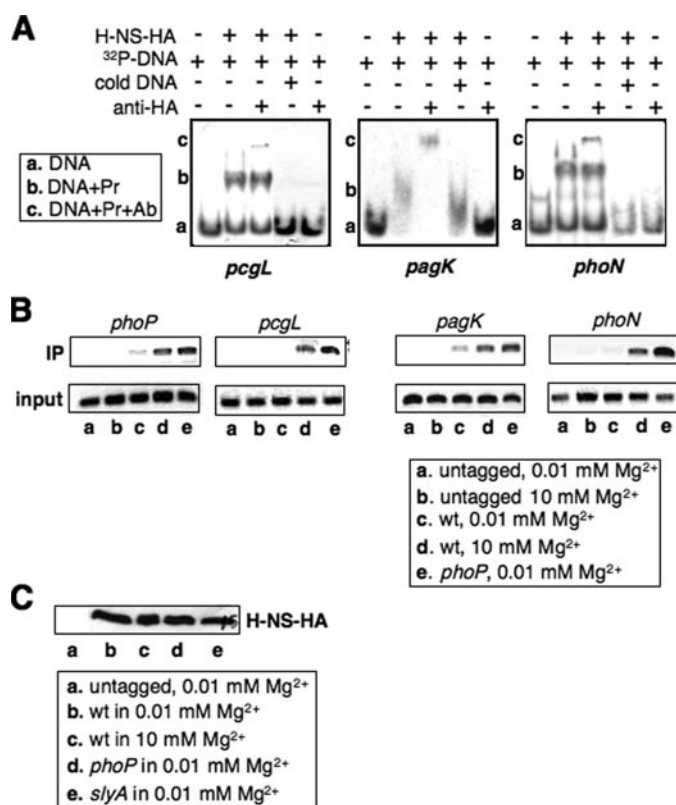 A
H-NS-HA - + + + - - + + + - - + + + -
³²P-DNA + + + + + + + + + + + + + + +
cold DNA - - - + - - - - + - - - - + -
anti-HA - - + - + - - + - + - - + - +
a. DNA
b. DNA+Pr
c. DNA+Pr+Ab
c
b
a
c
b
a
c
b
a
pcgL pagK phoN
B
phoP pcgL pagK phoN
IP
input
a b c d e a b c d e a b c d e a b c d e
a. untagged, 0.01 mM Mg²⁺
b. untagged 10 mM Mg²⁺
c. wt, 0.01 mM Mg²⁺
d. wt, 10 mM Mg²⁺
e. phoP, 0.01 mM Mg²⁺
C
H-NS-HA
a b c d e
a. untagged, 0.01 mM Mg²⁺
b. wt in 0.01 mM Mg²⁺
c. wt in 10 mM Mg²⁺
d. phoP in 0.01 mM Mg²⁺
e. slyA in 0.01 mM Mg²⁺